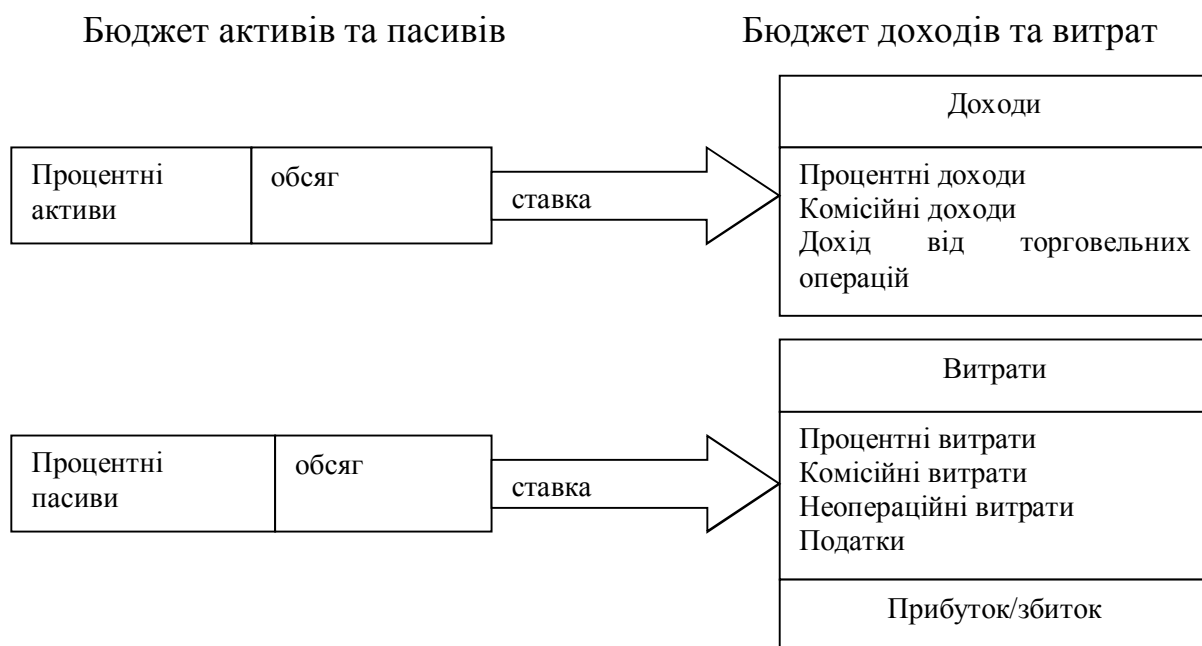 Бюджет активів та пасивів
Бюджет доходів та витрат
Процентні
активи
обсяг
ставка
Доходи
Процентні доходи
Комісійні доходи
Дохід від торговельних
операцій
Процентні
пасиви
обсяг
ставка
Витрати
Процентні витрати
Комісійні витрати
Неопераційні витрати
Податки
Прибуток/збиток